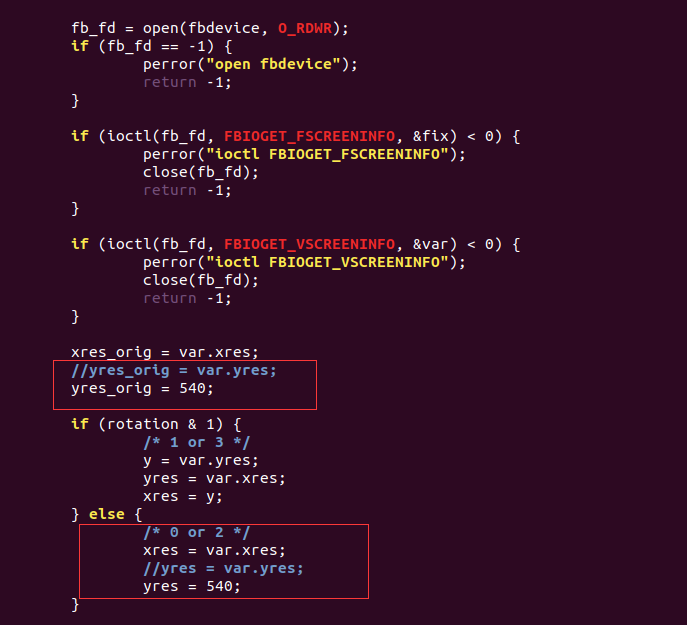 fb_fd = open(fbdevice, O_RDWR);
if (fb_fd == -1) {
        perror("open fbdevice");
        return -1;
}

if (ioctl(fb_fd, FBIOGET_FSCREENINFO, &fix) < 0) {
        perror("ioctl FBIOGET_FSCREENINFO");
        close(fb_fd);
        return -1;
}

if (ioctl(fb_fd, FBIOGET_VSCREENINFO, &var) < 0) {
        perror("ioctl FBIOGET_VSCREENINFO");
        close(fb_fd);
        return -1;
}

xres_orig = var.xres;
//yres_orig = var.yres;
yres_orig = 540;

if (rotation & 1) {
        /* 1 or 3 */
        y = var.yres;
        yres = var.xres;
        xres = y;
} else {
        /* 0 or 2 */
        xres = var.xres;
        //yres = var.yres;
        yres = 540;
}